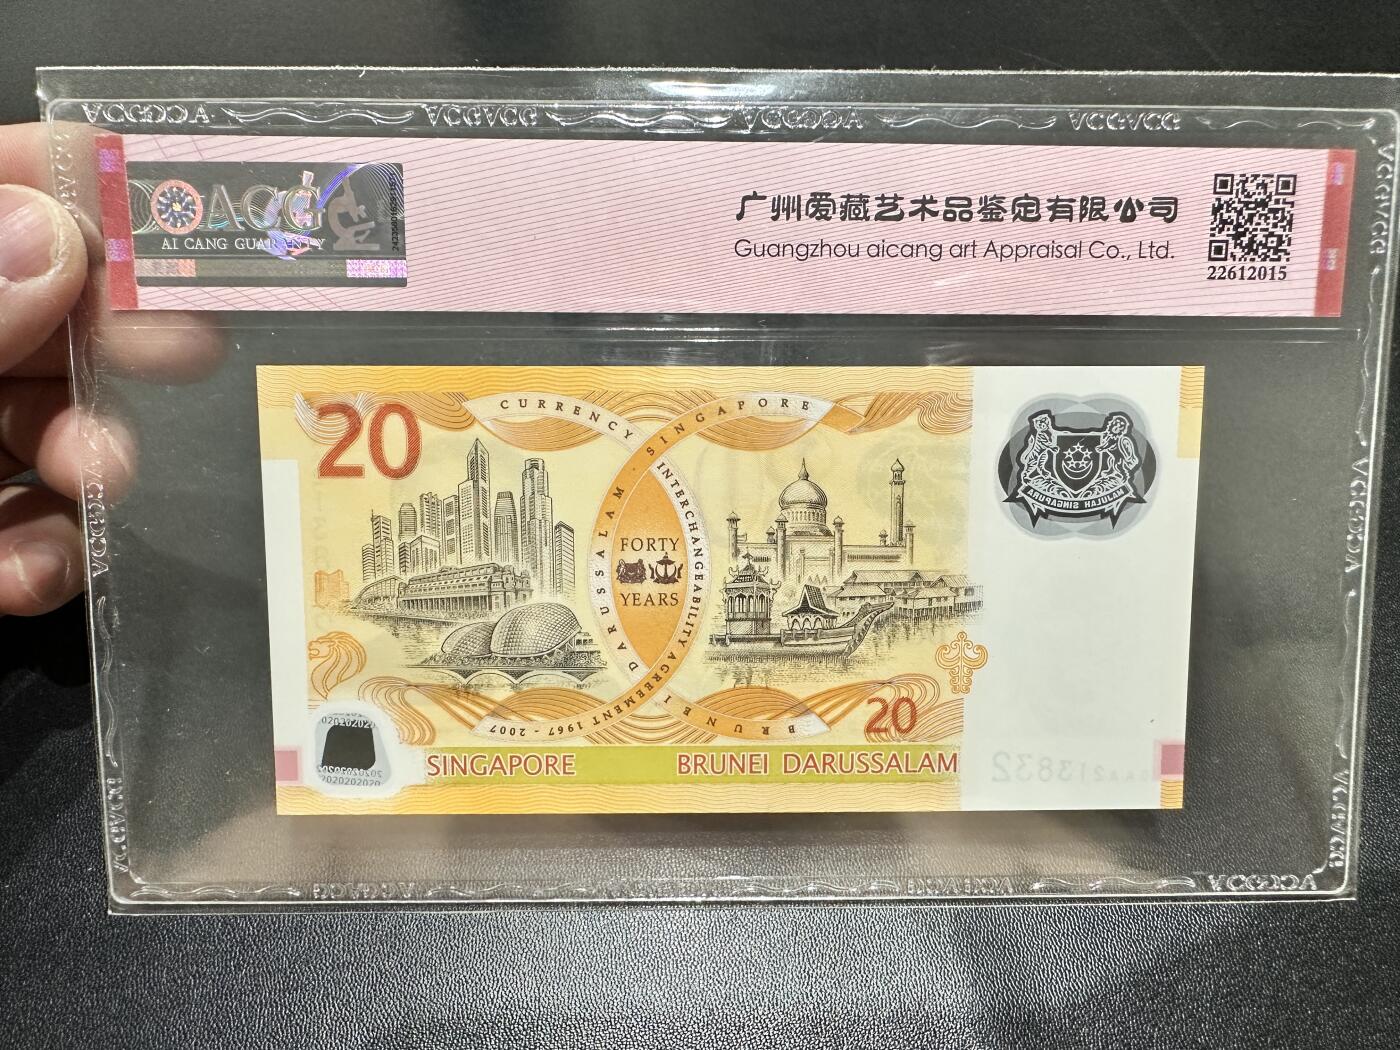 ACG
AI CANG GUARANTY
广州爱藏艺术品鉴定有限公司
Guangzhou aicang art Appraisal Co., Ltd.
22612015
20
CURRENCY INTERCHANGEABILITY AGREEMENT 1967 - 2007
BRUNEI DARUSSALAM · SINGAPORE
FORTY
YEARS
MAJULAH SINGAPURA
20
SINGAPORE
BRUNEI DARUSSALAM
213832